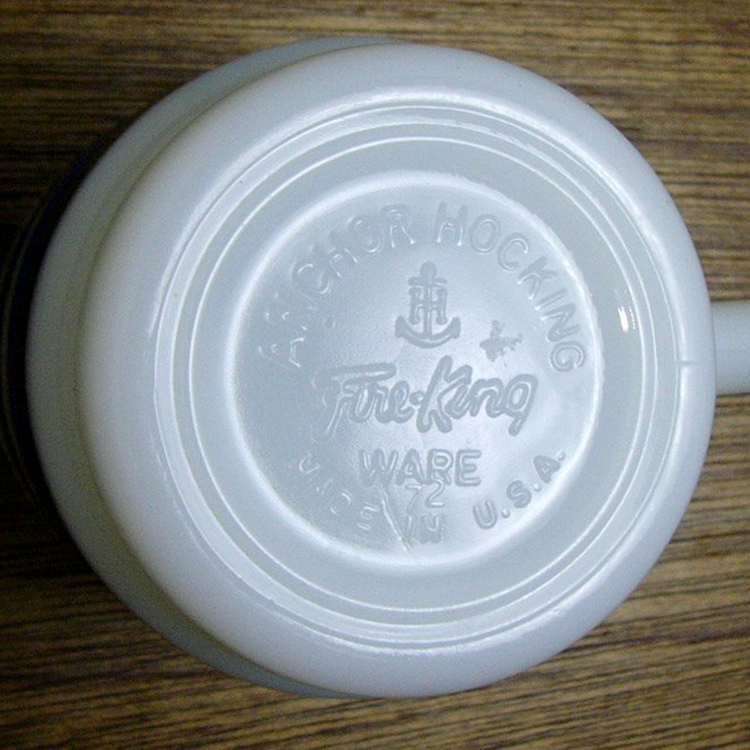 ANCHOR HOCKING
H
Fire-King
WARE
72
MADE IN U.S.A.